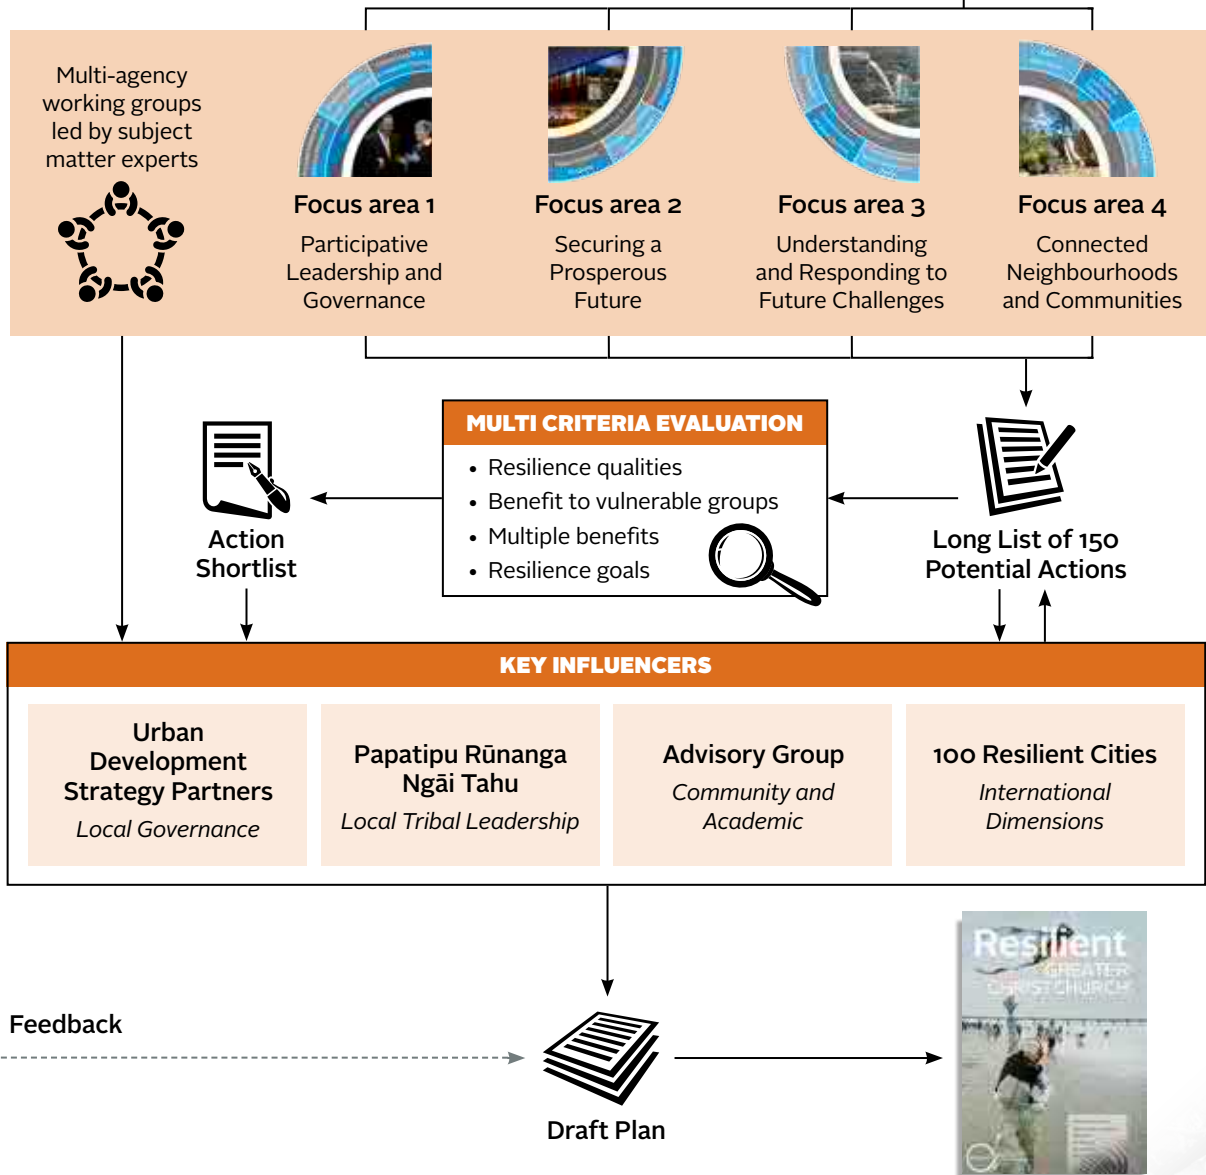 Multi-agency
working groups
led by subject
matter experts
Focus area 1
Participative
Leadership and
Governance
Focus area 2
Securing a
Prosperous
Future
Focus area 3
Understanding
and Responding to
Future Challenges
Focus area 4
Connected
Neighbourhoods
and Communities
Action
Shortlist
MULTI CRITERIA EVALUATION
• Resilience qualities
• Benefit to vulnerable groups
• Multiple benefits
• Resilience goals
Long List of 150
Potential Actions
KEY INFLUENCERS
Urban
Development
Strategy Partners
Local Governance
Papatipu Rūnanga
Ngāi Tahu
Local Tribal Leadership
Advisory Group
Community and
Academic
100 Resilient Cities
International
Dimensions
Feedback
Draft Plan
Resilient
GREATER
CHRISTCHURCH